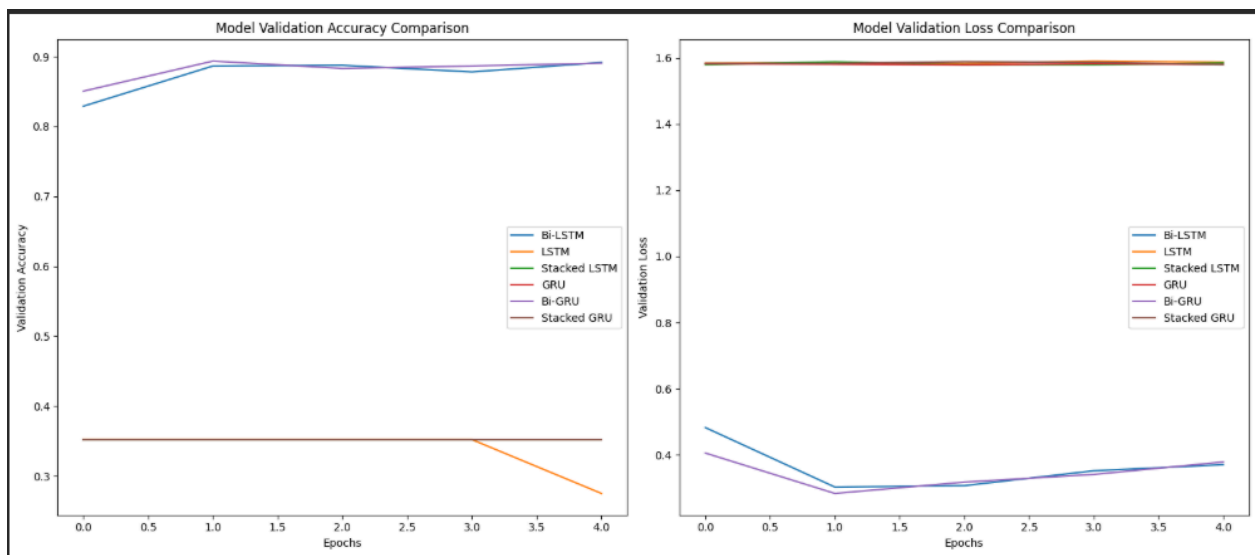 Model Validation Accuracy Comparison
0.9
0.8
0.7
0.6
0.5
0.4
0.3
Validation Accuracy
Bi-LSTM
LSTM
Stacked LSTM
GRU
Bi-GRU
Stacked GRU
0.0 0.5 1.0 1.5 2.0 2.5 3.0 3.5 4.0
Epochs
Model Validation Loss Comparison
1.6
1.4
1.2
1.0
0.8
0.6
0.4
Validation Loss
Bi-LSTM
LSTM
Stacked LSTM
GRU
Bi-GRU
Stacked GRU
0.0 0.5 1.0 1.5 2.0 2.5 3.0 3.5 4.0
Epochs